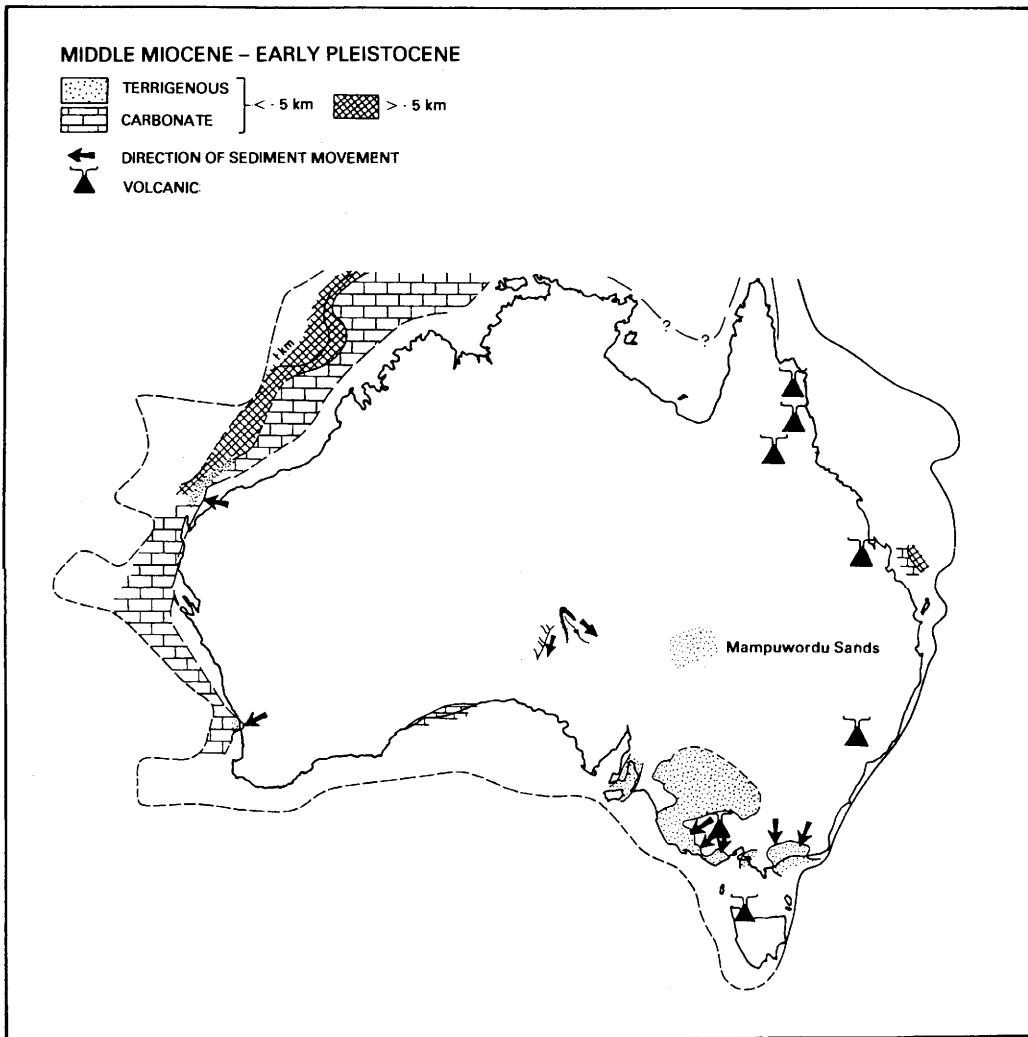 MIDDLE MIOCENE – EARLY PLEISTOCENE
TERRIGENOUS
CARBONATE
< ·5 km
> ·5 km
DIRECTION OF SEDIMENT MOVEMENT
VOLCANIC
1 km
?
?
Mampuwordu Sands